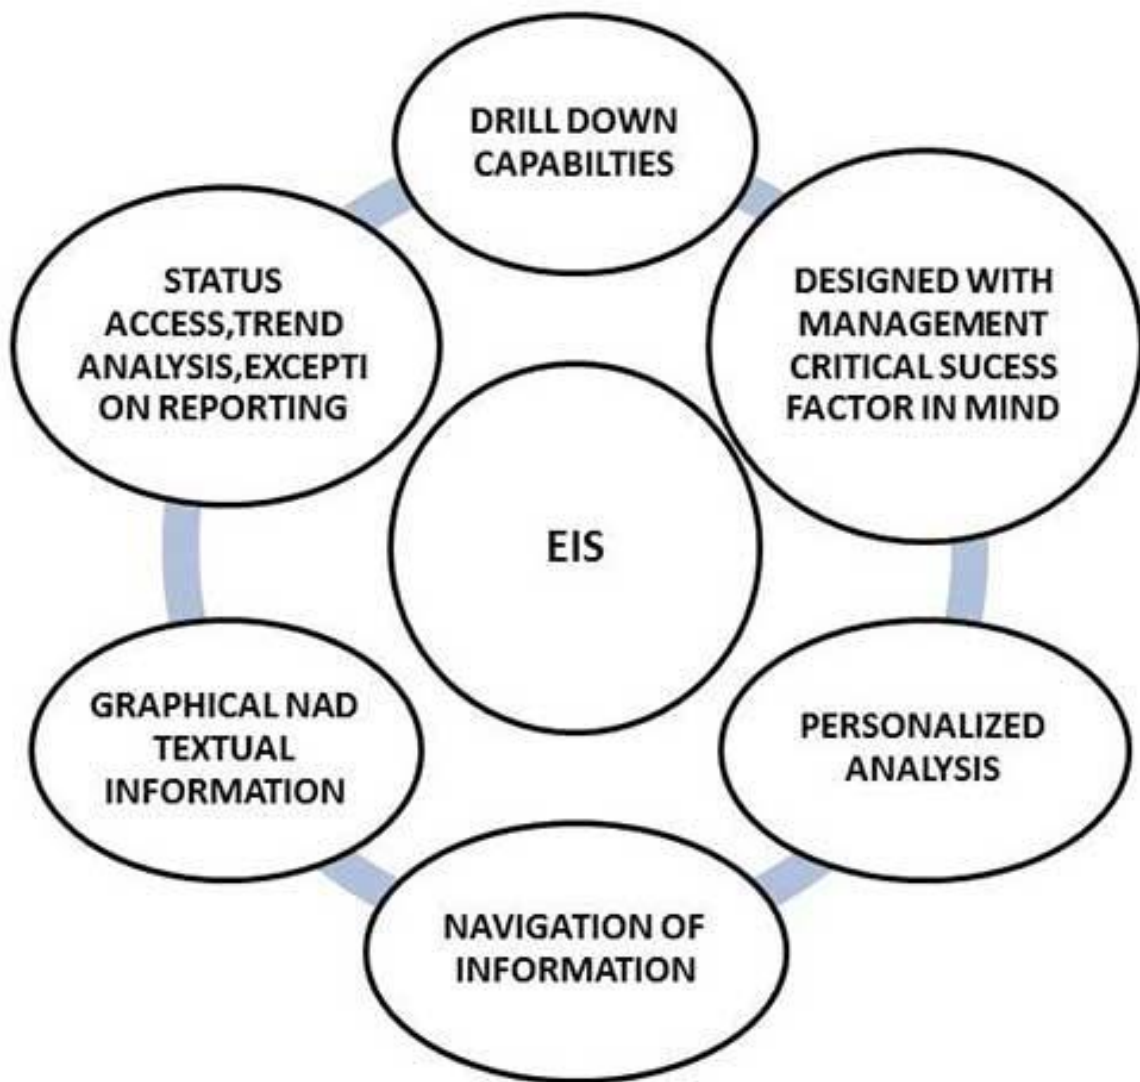 DRILL DOWN
CAPABILTIES
DESIGNED WITH
MANAGEMENT
CRITICAL SUCESS
FACTOR IN MIND
PERSONALIZED
ANALYSIS
NAVIGATION OF
INFORMATION
GRAPHICAL NAD
TEXTUAL
INFORMATION
STATUS
ACCESS,TREND
ANALYSIS,EXCEPTI
ON REPORTING
EIS